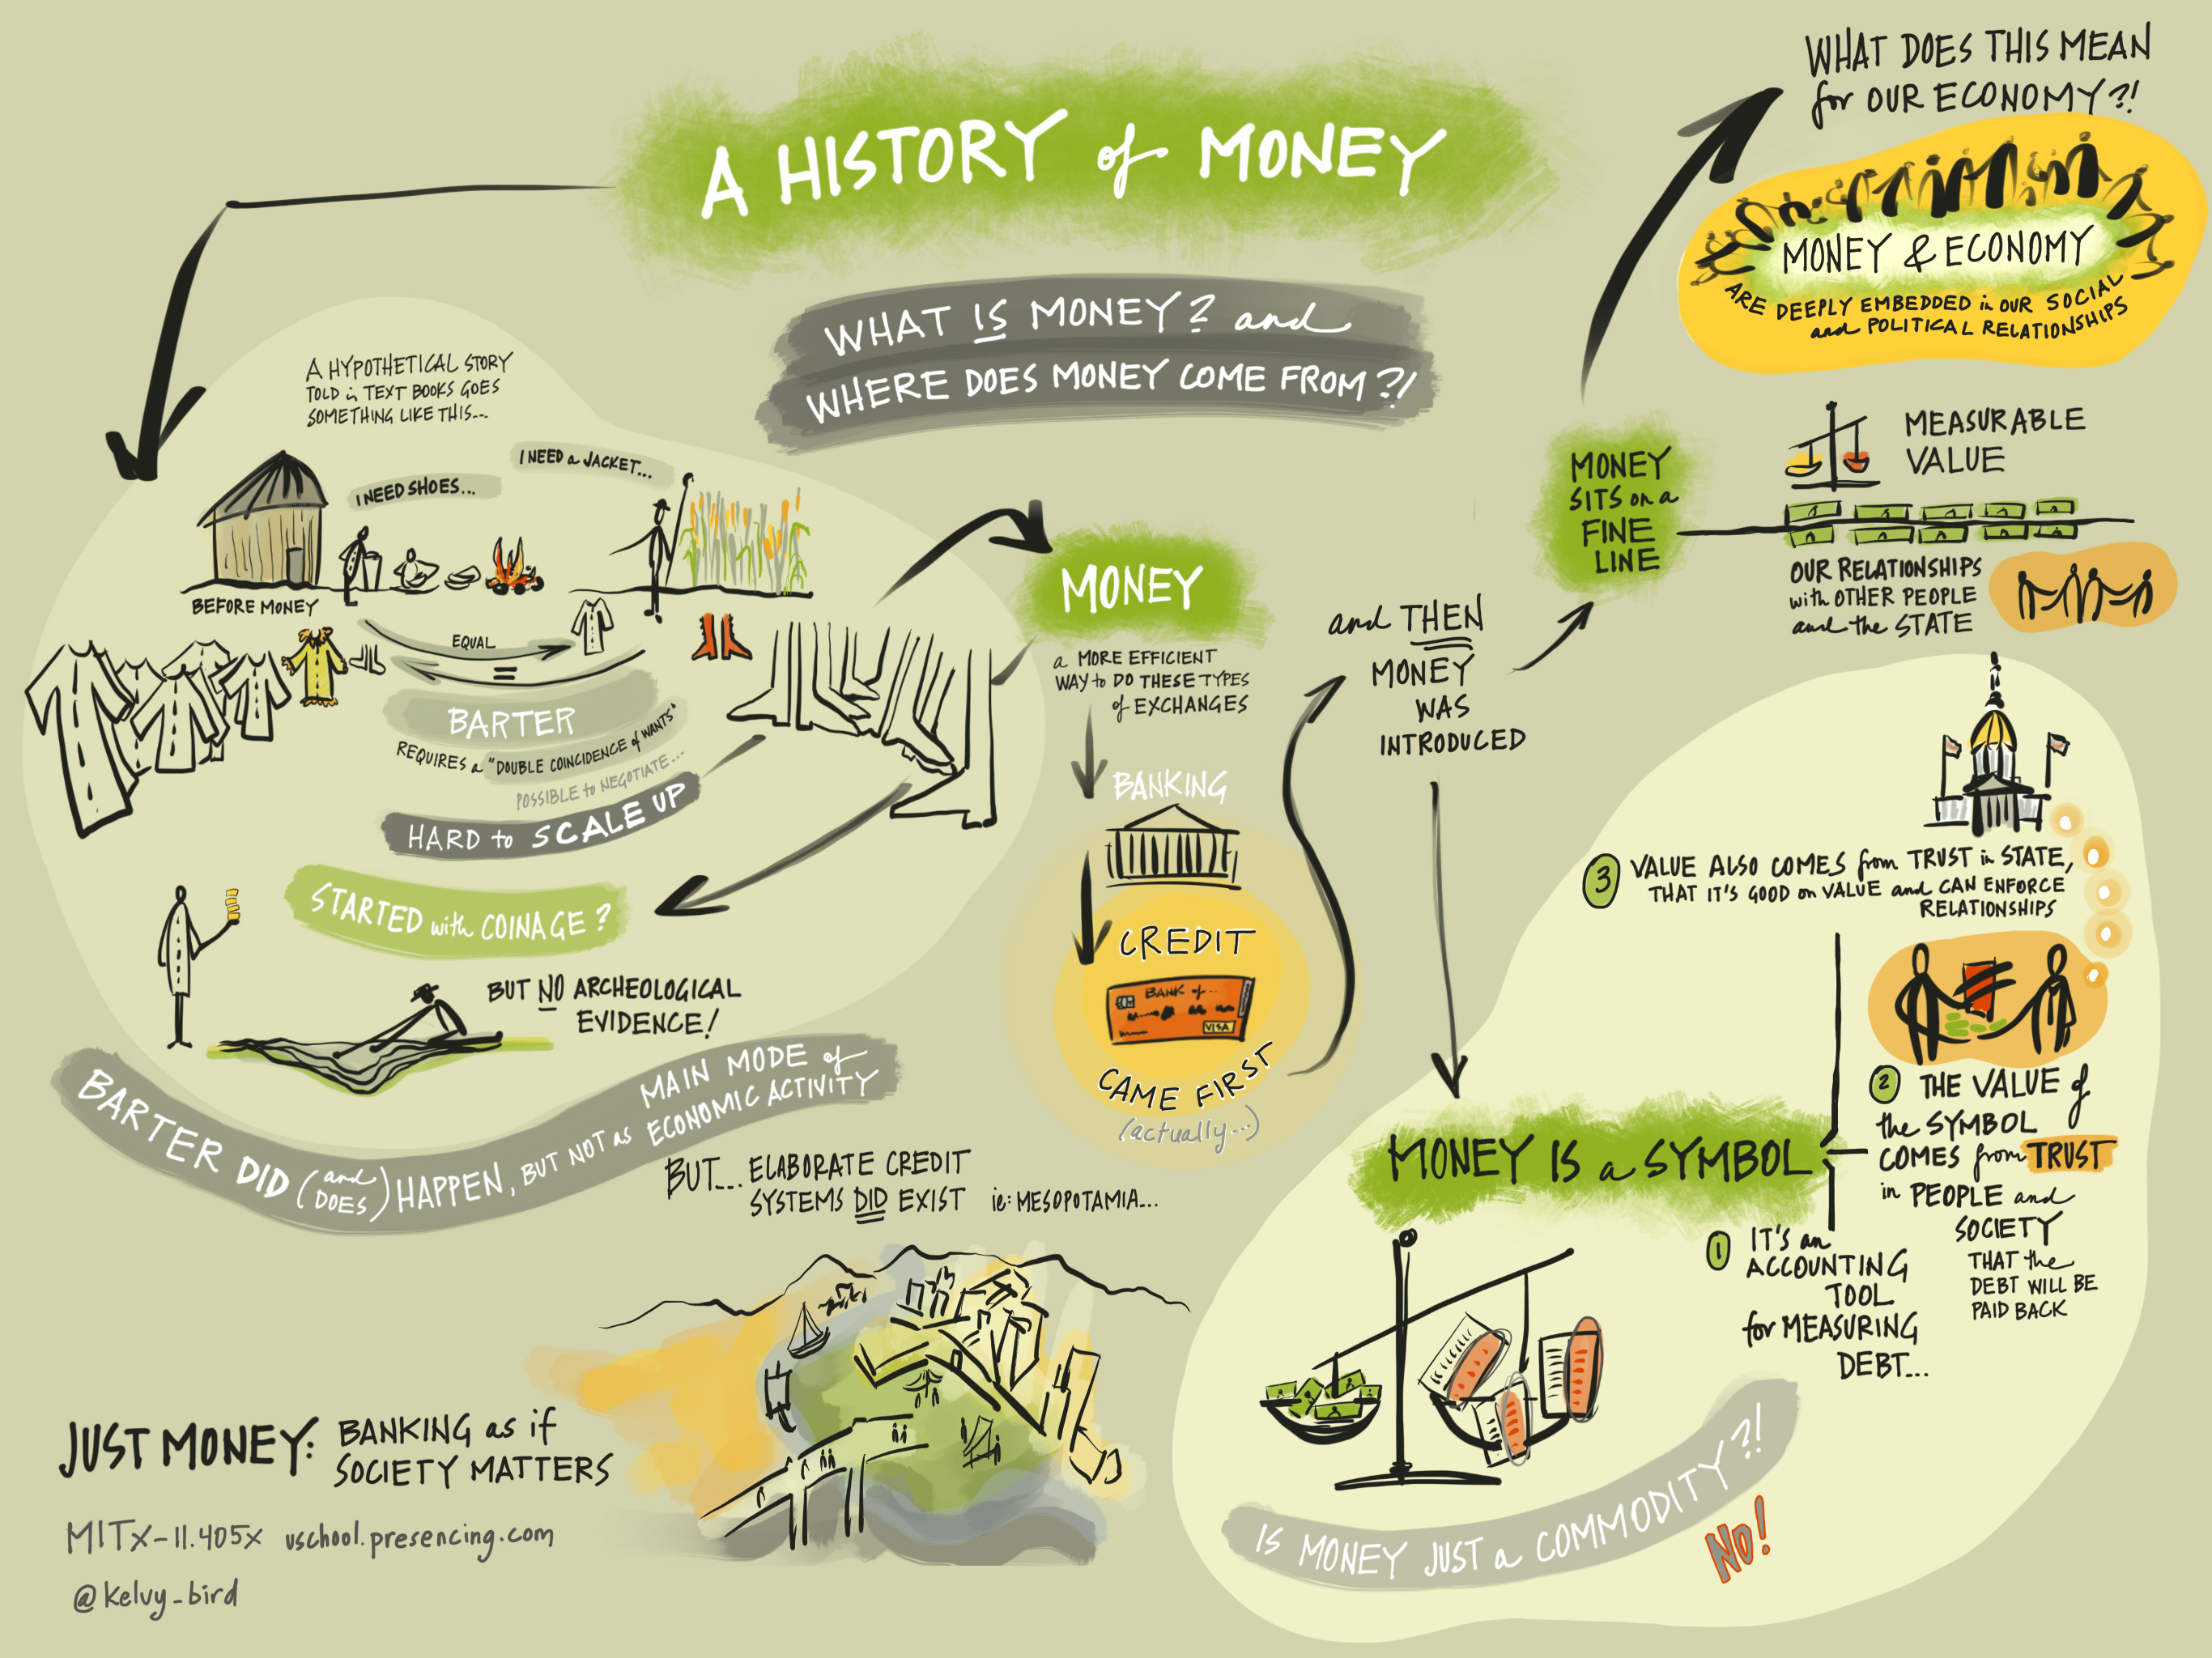 A HISTORY of MONEY
WHAT IS MONEY? and
WHERE DOES MONEY COME FROM?!
A HYPOTHETICAL STORY
TOLD in TEXT BOOKS GOES
SOMETHING LIKE THIS...
I NEED SHOES...
I NEED a JACKET...
BEFORE MONEY
EQUAL
=
BARTER
REQUIRES a "DOUBLE COINCIDENCE of WANTS"
POSSIBLE to NEGOTIATE...
HARD to SCALE UP
STARTED with COINAGE?
BUT NO ARCHEOLOGICAL
EVIDENCE!
BARTER DID (and DOES) HAPPEN, BUT NOT as
MAIN MODE of
ECONOMIC ACTIVITY
BUT... ELABORATE CREDIT
SYSTEMS DID EXIST ie: MESOPOTAMIA...
MONEY
a MORE EFFICIENT
WAY to DO THESE TYPES
of EXCHANGES
BANKING
CREDIT
BANK of..
VISA
CAME FIRST
(actually...)
and THEN
MONEY
WAS
INTRODUCED
MONEY
SITS on a
FINE
LINE
MEASURABLE
VALUE
OUR RELATIONSHIPS
with OTHER PEOPLE
and the STATE
WHAT DOES THIS MEAN
for OUR ECONOMY?!
MONEY & ECONOMY
ARE DEEPLY EMBEDDED in OUR SOCIAL
and POLITICAL RELATIONSHIPS
MONEY IS a SYMBOL
1 IT'S an
ACCOUNTING
TOOL
for MEASURING
DEBT...
2 THE VALUE of
the SYMBOL
COMES from TRUST
in PEOPLE and
SOCIETY
THAT the
DEBT WILL BE
PAID BACK
3 VALUE ALSO COMES from TRUST in STATE,
THAT IT'S GOOD on VALUE and CAN ENFORCE
RELATIONSHIPS
IS MONEY JUST a COMMODITY?!
NO!
JUST MONEY: BANKING as if
SOCIETY MATTERS
MITx-11.405x uschool.presencing.com
@kelvy_bird